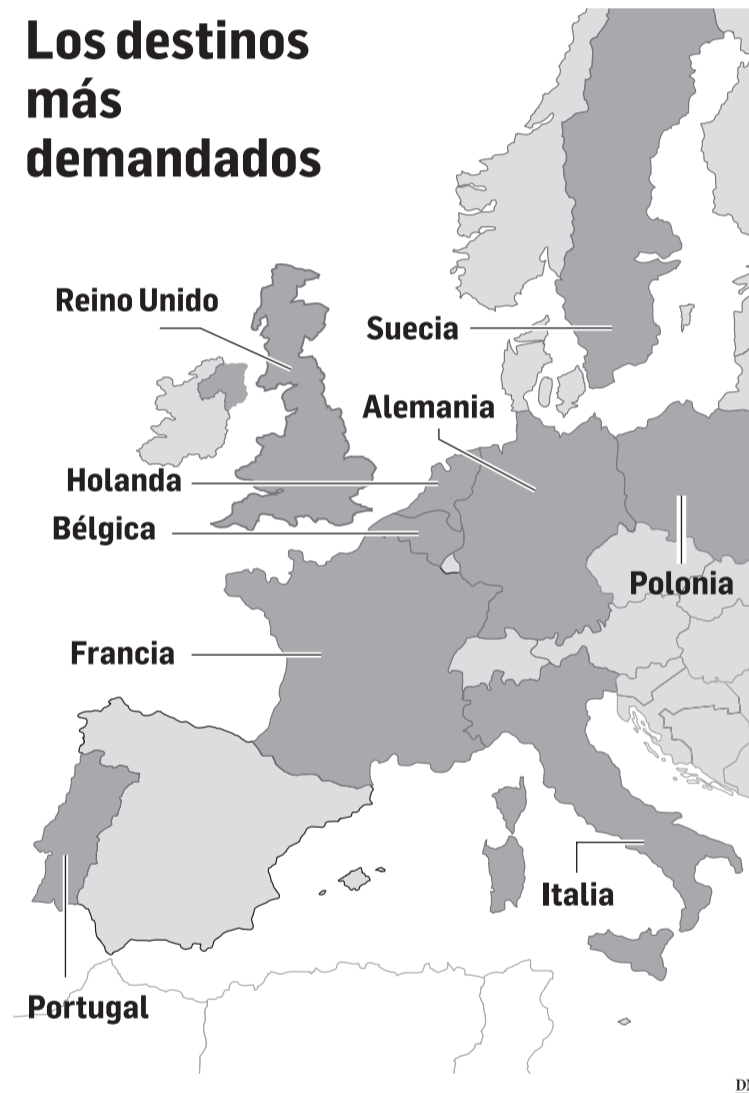 Los destinos
más
demandados
Reino Unido
Suecia
Alemania
Holanda
Bélgica
Polonia
Francia
Italia
Portugal